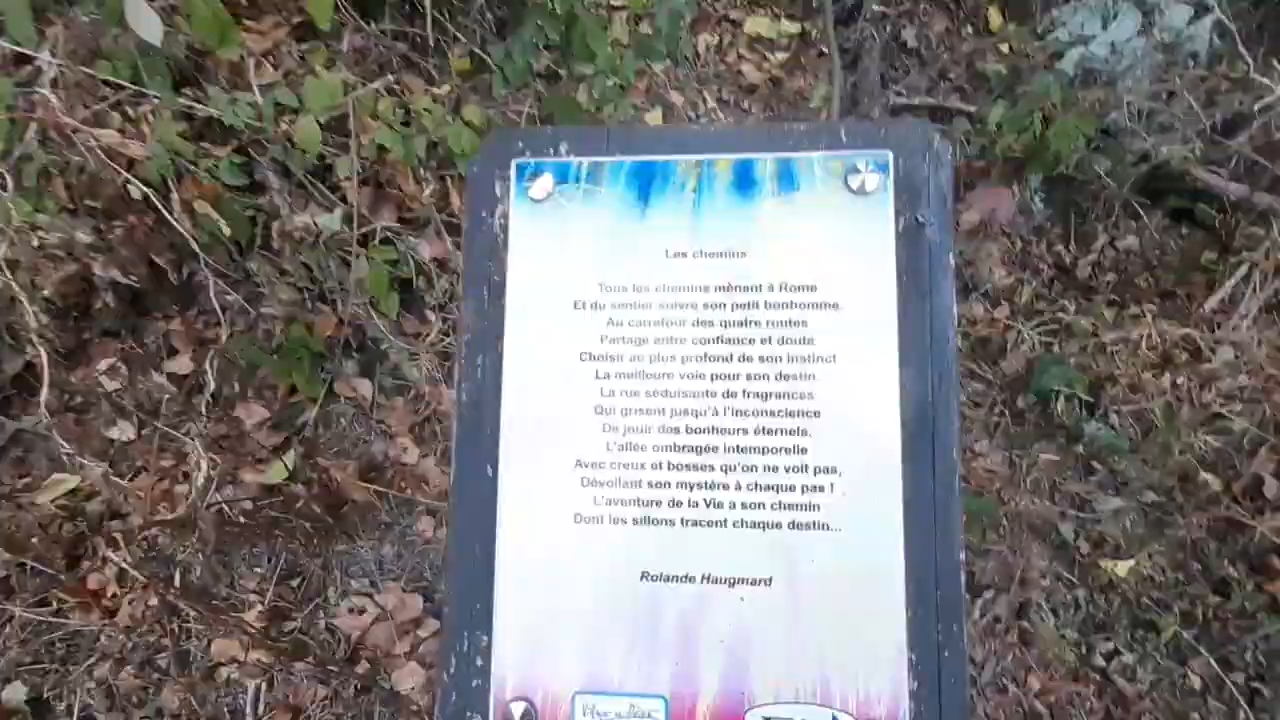 Les chemins
Tous les chemins mènent à Rome
Et du sentier suivre son petit bonhomme.
Au carrefour des quatre routes
Partage entre confiance et doute
Choisir au plus profond de son instinct
La meilleure voie pour son destin.
La rue séduisante de fragrances
Qui grisent jusqu'à l'inconscience
De jouir des bonheurs éternels.
L'allée ombragée intemporelle
Avec creux et bosses qu'on ne voit pas,
Dévoilant son mystère à chaque pas !
L'aventure de la Vie a son chemin
Dont les sillons tracent chaque destin...
Rolande Haugmard